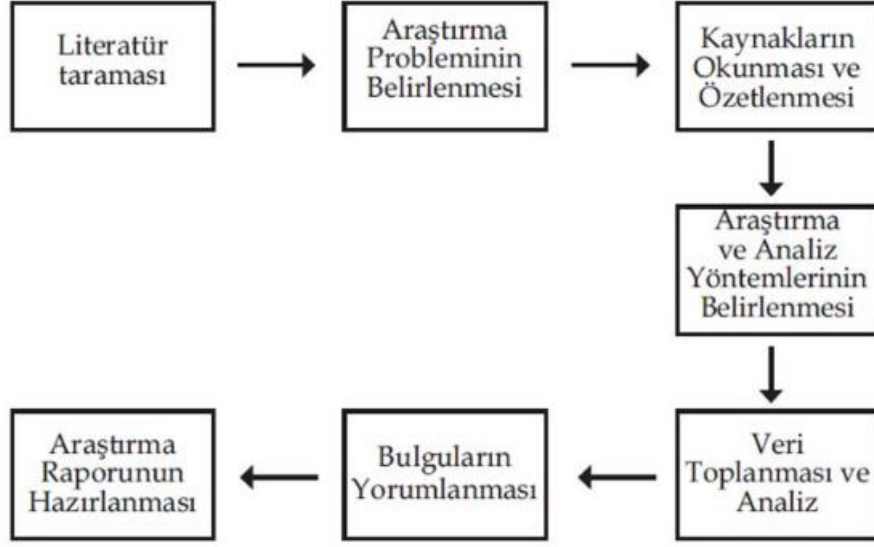 Literatür
taraması
Araştırma
Probleminin
Belirlenmesi
Kaynakların
Okunması ve
Özetlenmesi
Araştırma
ve Analiz
Yöntemlerinin
Belirlenmesi
Veri
Toplanması ve
Analiz
Bulguların
Yorumlanması
Araştırma
Raporunun
Hazırlanması